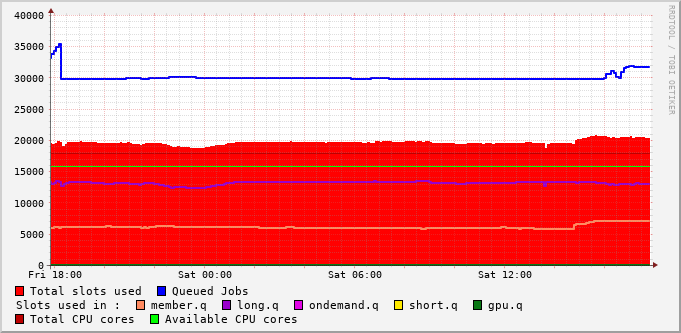 40000
35000
30000
25000
20000
15000
10000
5000
0
Fri 18:00 Sat 00:00 Sat 06:00 Sat 12:00
Total slots used Queued Jobs
Slots used in : member.q long.q ondemand.q short.q gpu.q
Total CPU cores Available CPU cores
RRDTOOL / TOBI OETIKER